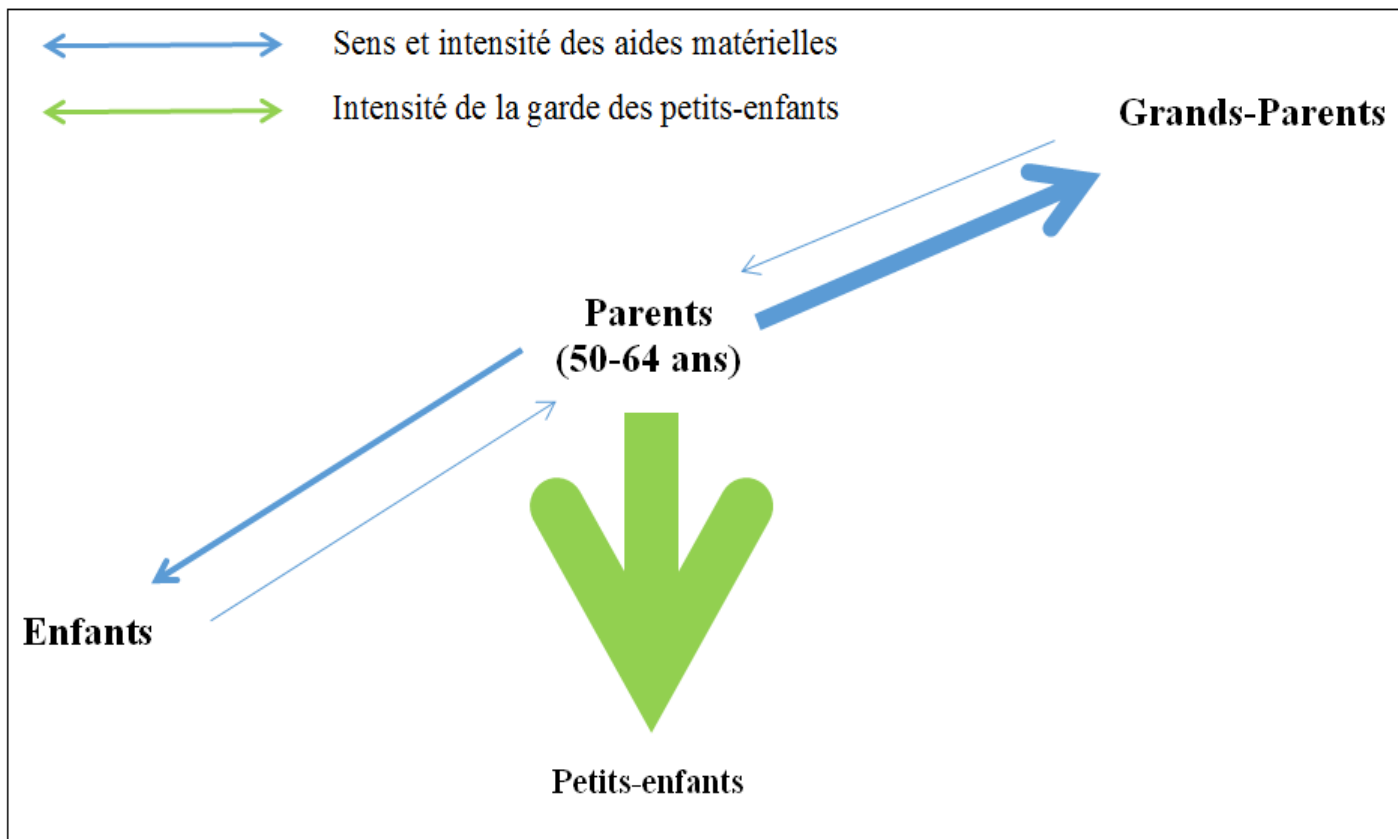 Sens et intensité des aides matérielles
Intensité de la garde des petits-enfants
Grands-Parents
Parents
(50-64 ans)
Enfants
Petits-enfants